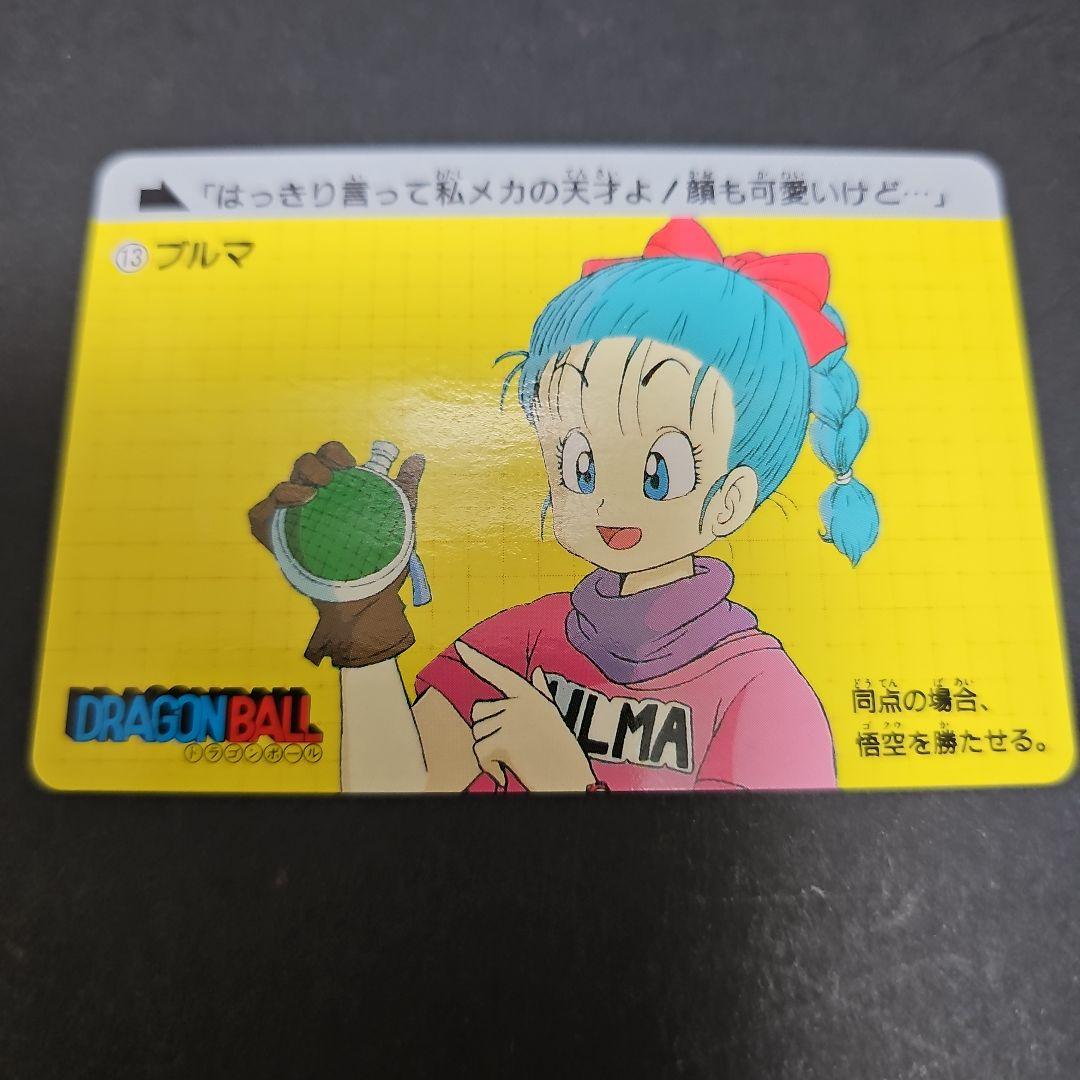 「はっきり言って私メカの天才よ！顔も可愛いけど…」
⑬ブルマ
ULMA
同点の場合、
悟空を勝たせる。
DRAGONBALL
ドラゴンボール